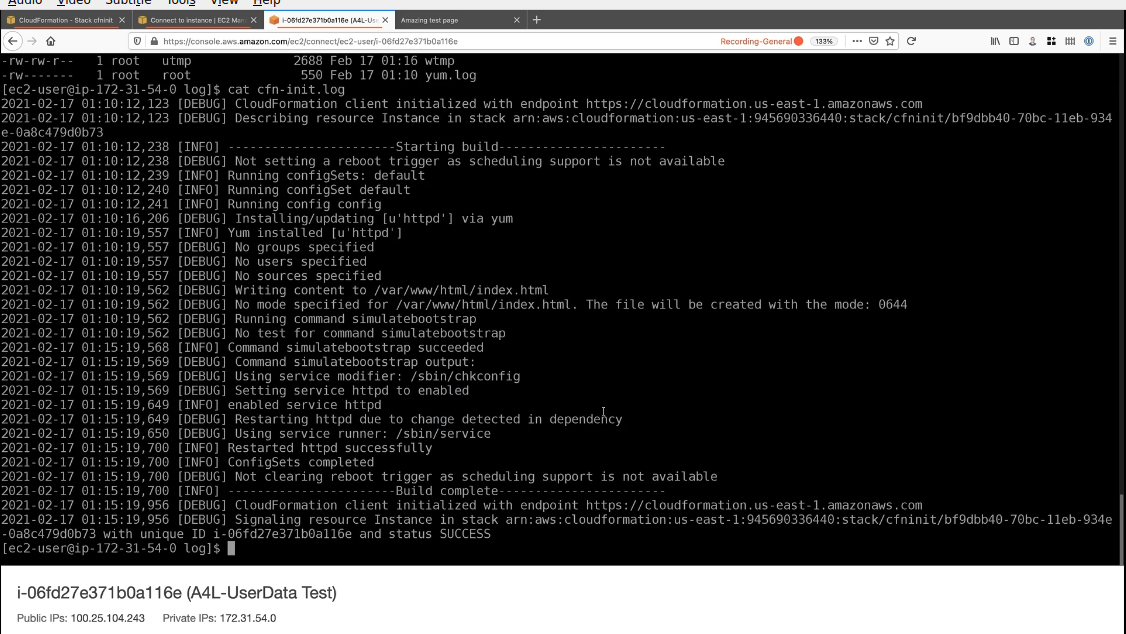 Audio Video Subtitle Tools View Help
CloudFormation - Stack cfninit × Connect to instance | EC2 Man × i-06fd27e371b0a116e (A4L-Us × Amazing test page × +
https://console.aws.amazon.com/ec2/connect/ec2-user/i-06fd27e371b0a116e Recording-General 133%
-rw-rw-r-- 1 root utmp 2688 Feb 17 01:16 wtmp
-rw------- 1 root root 550 Feb 17 01:10 yum.log
[ec2-user@ip-172-31-54-0 log]$ cat cfn-init.log
2021-02-17 01:10:12,123 [DEBUG] CloudFormation client initialized with endpoint https://cloudformation.us-east-1.amazonaws.com
2021-02-17 01:10:12,123 [DEBUG] Describing resource Instance in stack arn:aws:cloudformation:us-east-1:945690336440:stack/cfninit/bf9dbb40-70bc-11eb-934
e-0a8c479d0b73
2021-02-17 01:10:12,238 [INFO] -----------------------Starting build-----------------------
2021-02-17 01:10:12,238 [DEBUG] Not setting a reboot trigger as scheduling support is not available
2021-02-17 01:10:12,239 [INFO] Running configSets: default
2021-02-17 01:10:12,240 [INFO] Running configSet default
2021-02-17 01:10:12,241 [INFO] Running config config
2021-02-17 01:10:16,206 [DEBUG] Installing/updating [u'httpd'] via yum
2021-02-17 01:10:19,557 [INFO] Yum installed [u'httpd']
2021-02-17 01:10:19,557 [DEBUG] No groups specified
2021-02-17 01:10:19,557 [DEBUG] No users specified
2021-02-17 01:10:19,557 [DEBUG] No sources specified
2021-02-17 01:10:19,562 [DEBUG] Writing content to /var/www/html/index.html
2021-02-17 01:10:19,562 [DEBUG] No mode specified for /var/www/html/index.html. The file will be created with the mode: 0644
2021-02-17 01:10:19,562 [DEBUG] Running command simulatebootstrap
2021-02-17 01:10:19,562 [DEBUG] No test for command simulatebootstrap
2021-02-17 01:15:19,568 [INFO] Command simulatebootstrap succeeded
2021-02-17 01:15:19,569 [DEBUG] Command simulatebootstrap output:
2021-02-17 01:15:19,569 [DEBUG] Using service modifier: /sbin/chkconfig
2021-02-17 01:15:19,569 [DEBUG] Setting service httpd to enabled
2021-02-17 01:15:19,649 [INFO] enabled service httpd
2021-02-17 01:15:19,649 [DEBUG] Restarting httpd due to change detected in dependency
2021-02-17 01:15:19,650 [DEBUG] Using service runner: /sbin/service
2021-02-17 01:15:19,700 [INFO] Restarted httpd successfully
2021-02-17 01:15:19,700 [INFO] ConfigSets completed
2021-02-17 01:15:19,700 [DEBUG] Not clearing reboot trigger as scheduling support is not available
2021-02-17 01:15:19,700 [INFO] -----------------------Build complete-----------------------
2021-02-17 01:15:19,956 [DEBUG] CloudFormation client initialized with endpoint https://cloudformation.us-east-1.amazonaws.com
2021-02-17 01:15:19,956 [DEBUG] Signaling resource Instance in stack arn:aws:cloudformation:us-east-1:945690336440:stack/cfninit/bf9dbb40-70bc-11eb-934e
-0a8c479d0b73 with unique ID i-06fd27e371b0a116e and status SUCCESS
[ec2-user@ip-172-31-54-0 log]$
i-06fd27e371b0a116e (A4L-UserData Test)
Public IPs: 100.25.104.243 Private IPs: 172.31.54.0